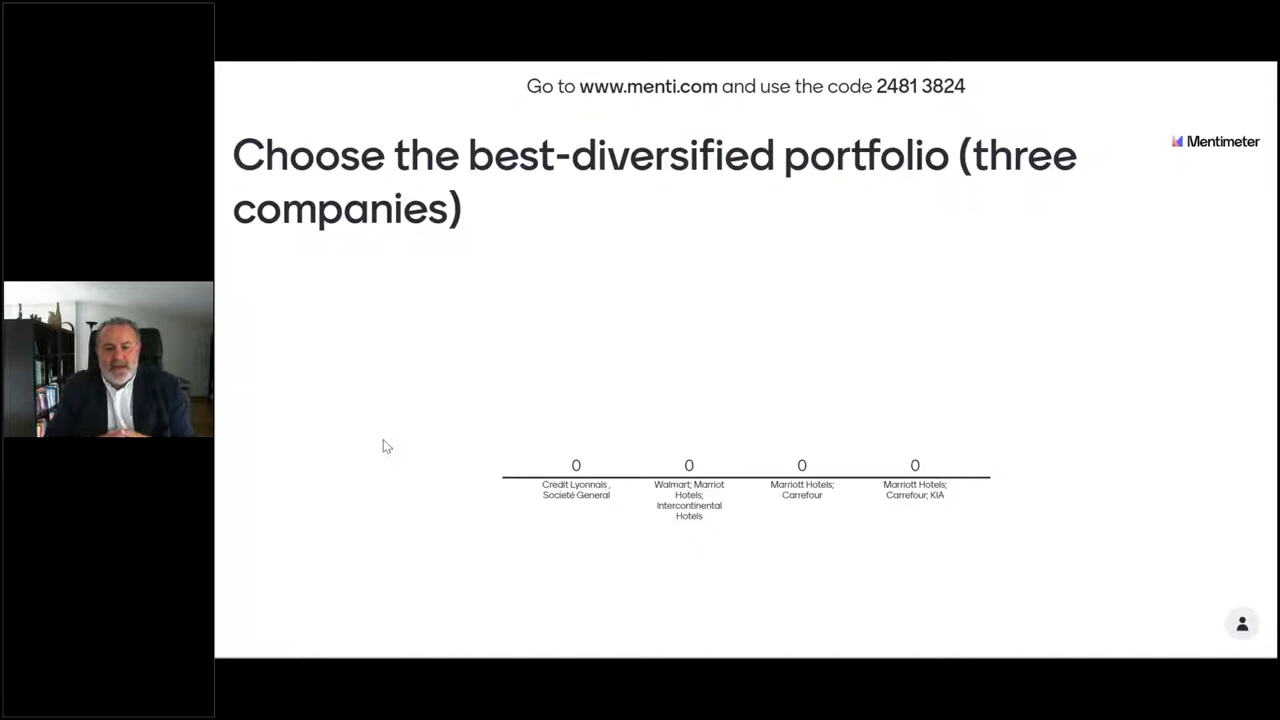 Go to www.menti.com and use the code 2481 3824
Mentimeter
Choose the best-diversified portfolio (three
companies)
0
0
0
0
Credit Lyonnais ,
Societé General
Walmart; Marriot
Hotels;
Intercontinental
Hotels
Marriott Hotels;
Carrefour
Marriott Hotels;
Carrefour; KIA